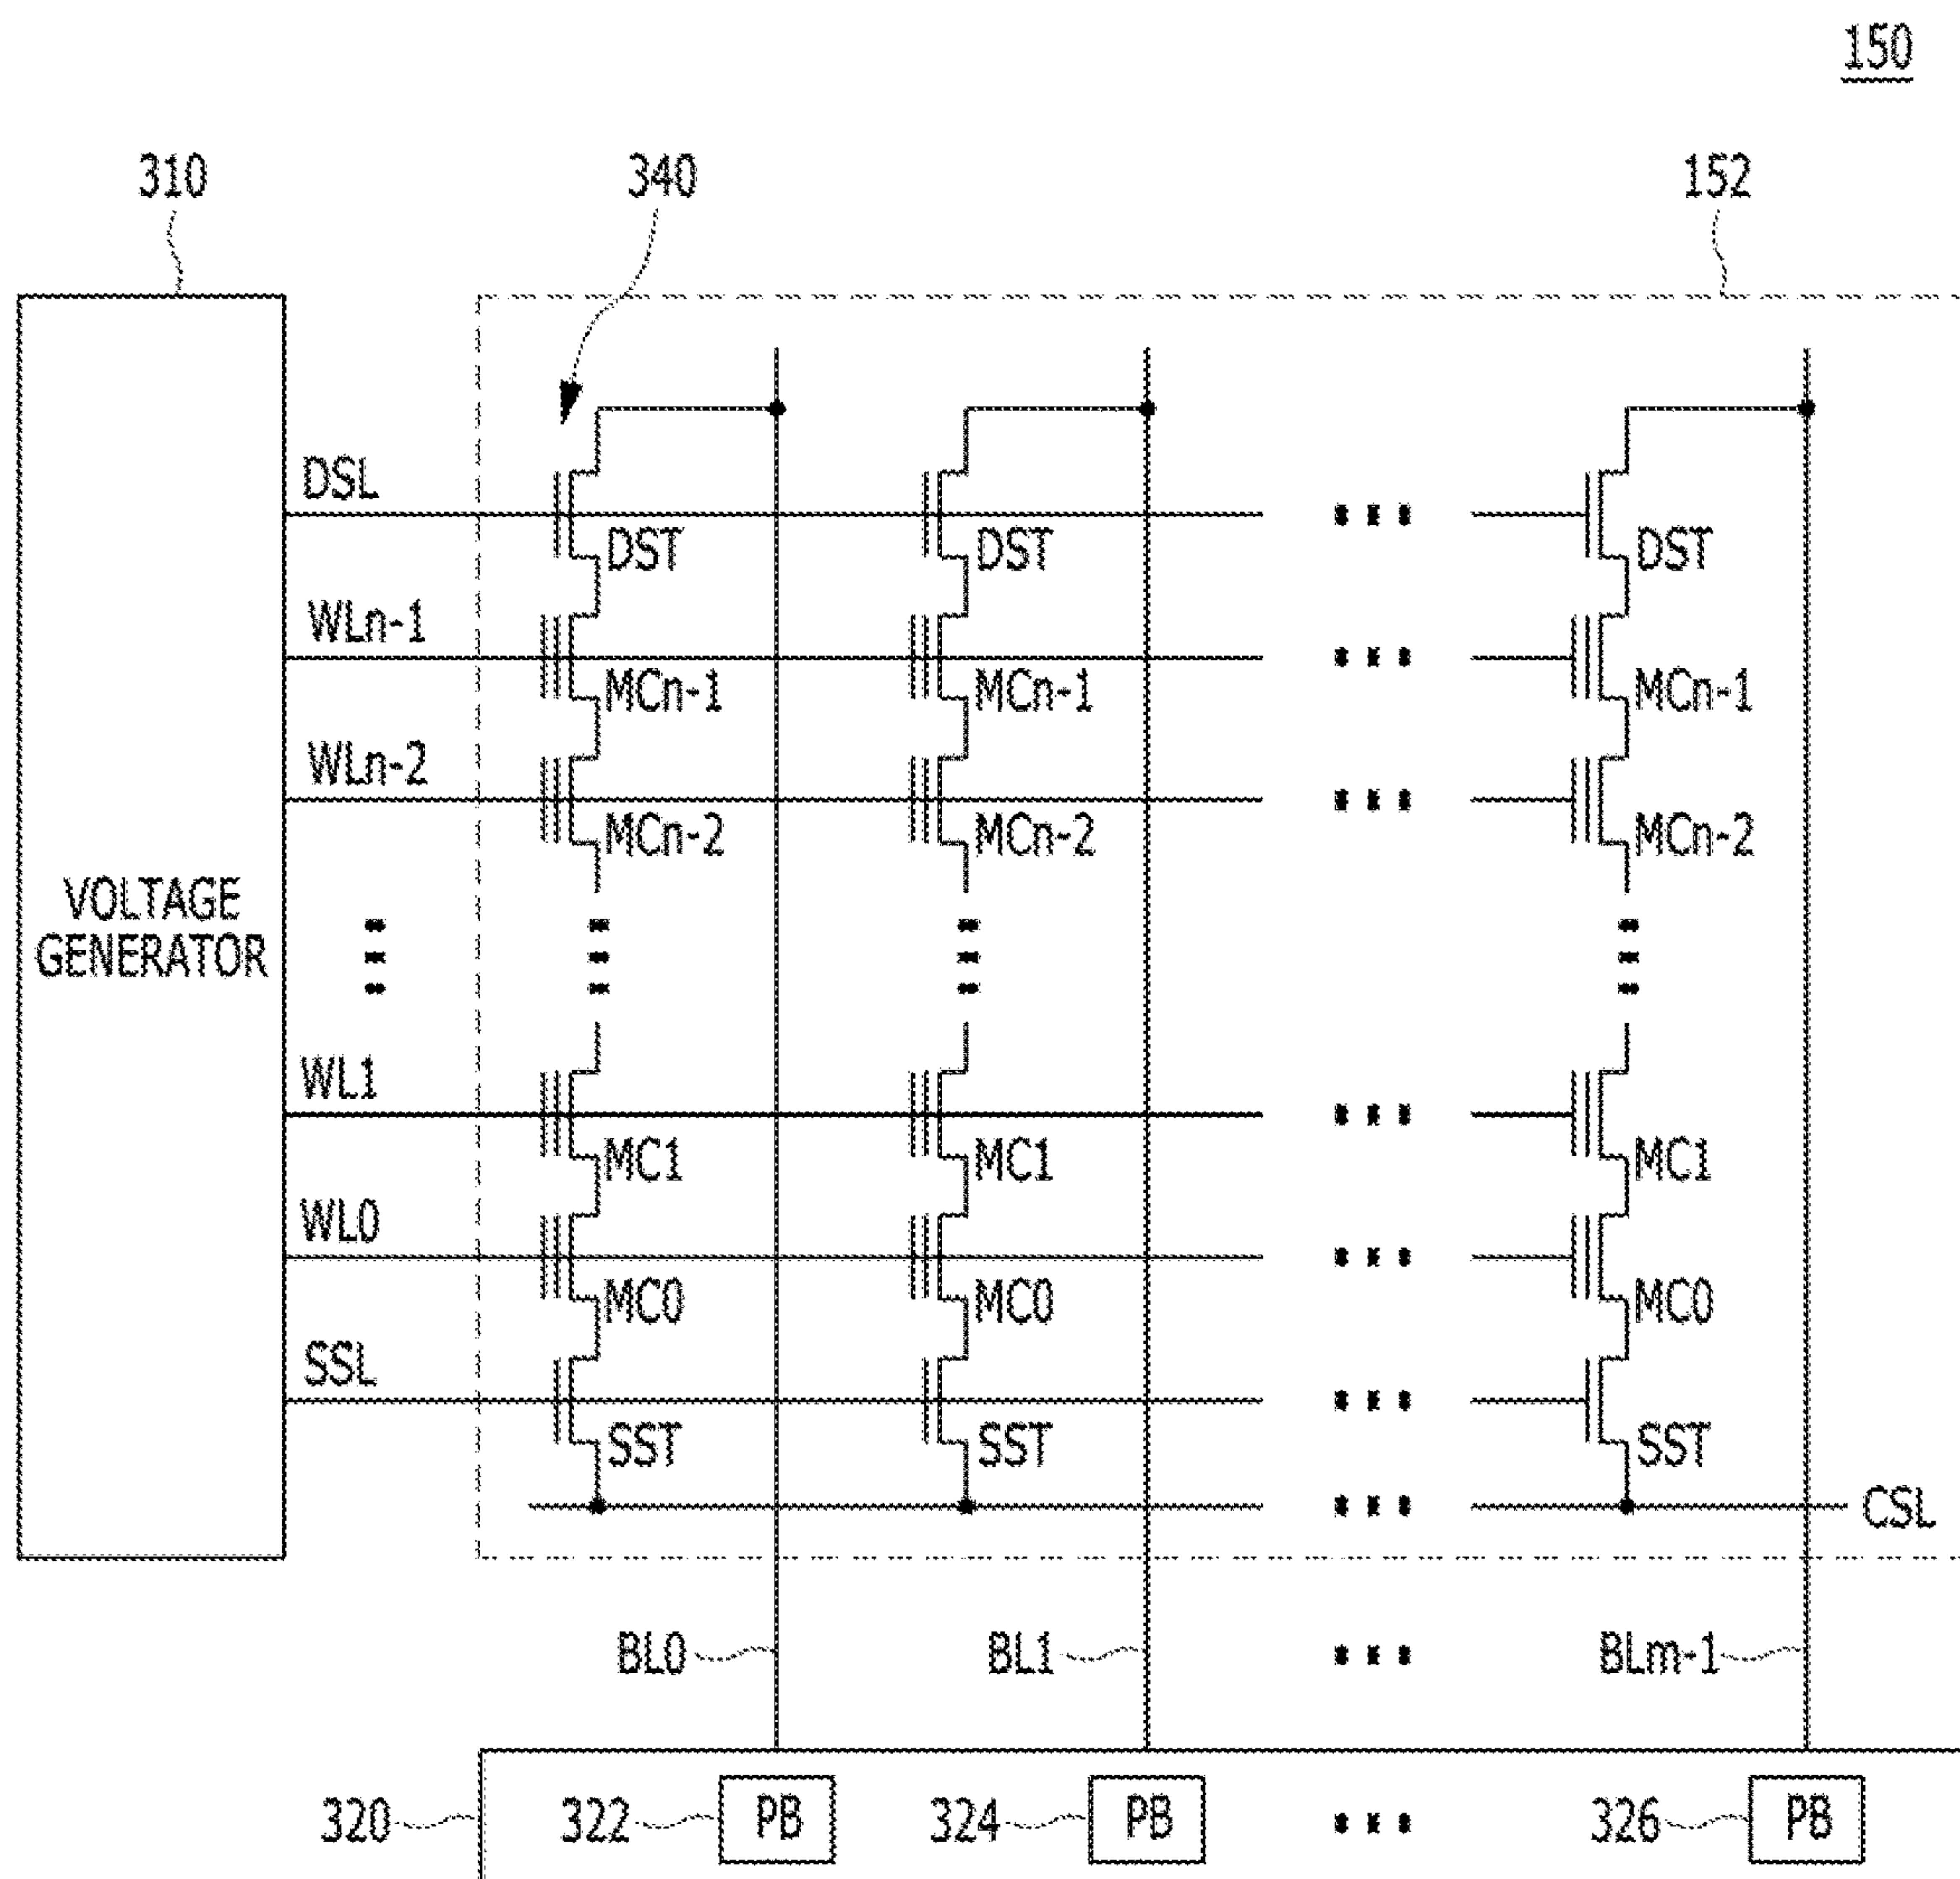 150
310
340
152
DSL
DST
DST
DST
WLn-1
MCn-1
MCn-1
MCn-1
WLn-2
MCn-2
MCn-2
MCn-2
VOLTAGE
GENERATOR
WL1
MC1
MC1
MC1
WL0
MC0
MC0
MC0
SSL
SST
SST
SST
CSL
BL0
BL1
BLm-1
320
322
PB
324
PB
326
PB